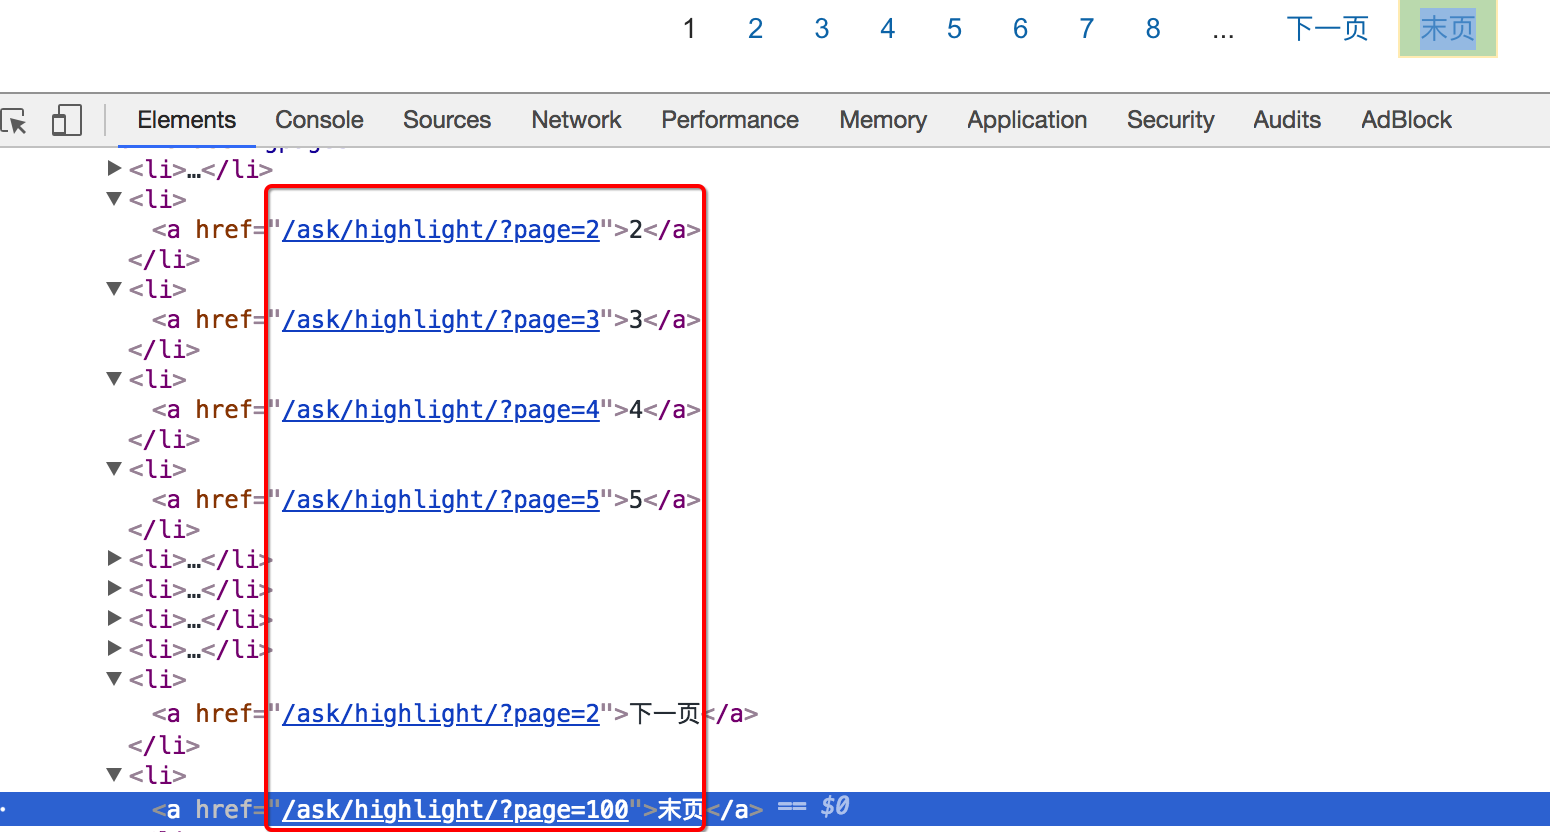 1 2 3 4 5 6 7 8 ... 下一页 末页
Elements Console Sources Network Performance Memory Application Security Audits AdBlock
<li>…</li>
<li>
<a href="/ask/highlight/?page=2">2</a>
</li>
<li>
<a href="/ask/highlight/?page=3">3</a>
</li>
<li>
<a href="/ask/highlight/?page=4">4</a>
</li>
<li>
<a href="/ask/highlight/?page=5">5</a>
</li>
<li>…</li>
<li>…</li>
<li>…</li>
<li>…</li>
<li>
<a href="/ask/highlight/?page=2">下一页</a>
</li>
<li>
<a href="/ask/highlight/?page=100">末页</a> == $0